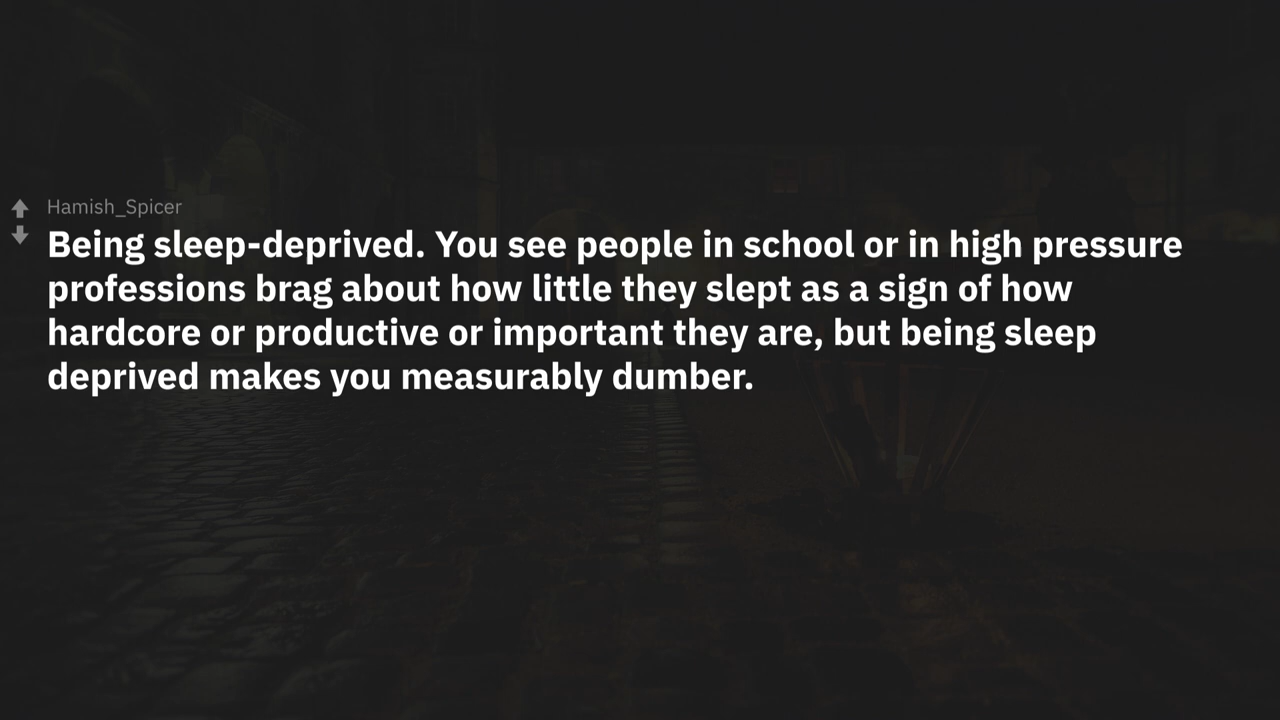 Hamish_Spicer
Being sleep-deprived. You see people in school or in high pressure
professions brag about how little they slept as a sign of how
hardcore or productive or important they are, but being sleep
deprived makes you measurably dumber.